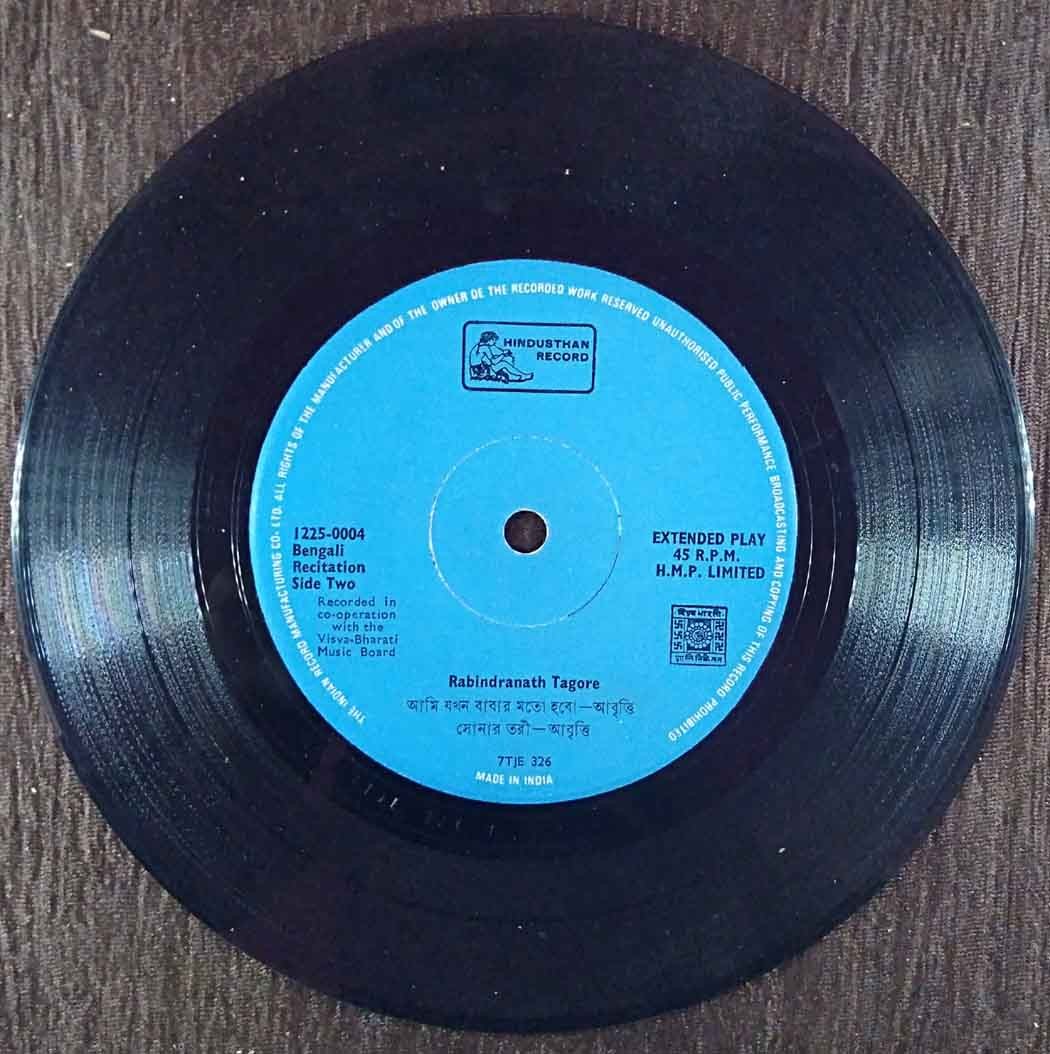 THE INDIAN RECORD MANUFACTURING CO. LTD. ALL RIGHTS OF THE MANUFACTURER AND OF THE OWNER OE THE RECORDED WORK RESERVED UNAUTHORISED PUBLIC PERFORMANCE BROADCASTING AND COPYING OF THIS RECORD PROHIBITED
HINDUSTHAN
RECORD
1225-0004
Bengali
Recitation
Side Two
Recorded in
co-operation
with the
Visva-Bharati
Music Board
EXTENDED PLAY
45 R.P.M.
H.M.P. LIMITED
Rabindranath Tagore
আমি যখন বাবার মতো হবো—আবৃত্তি
সোনার তরী—আবৃত্তি
7TJE 326
MADE IN INDIA